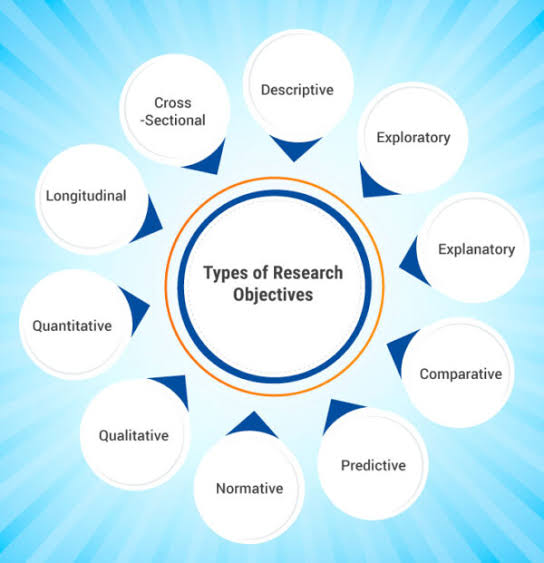 Types of Research
Objectives
Descriptive
Exploratory
Explanatory
Comparative
Predictive
Normative
Qualitative
Quantitative
Longitudinal
Cross
-Sectional